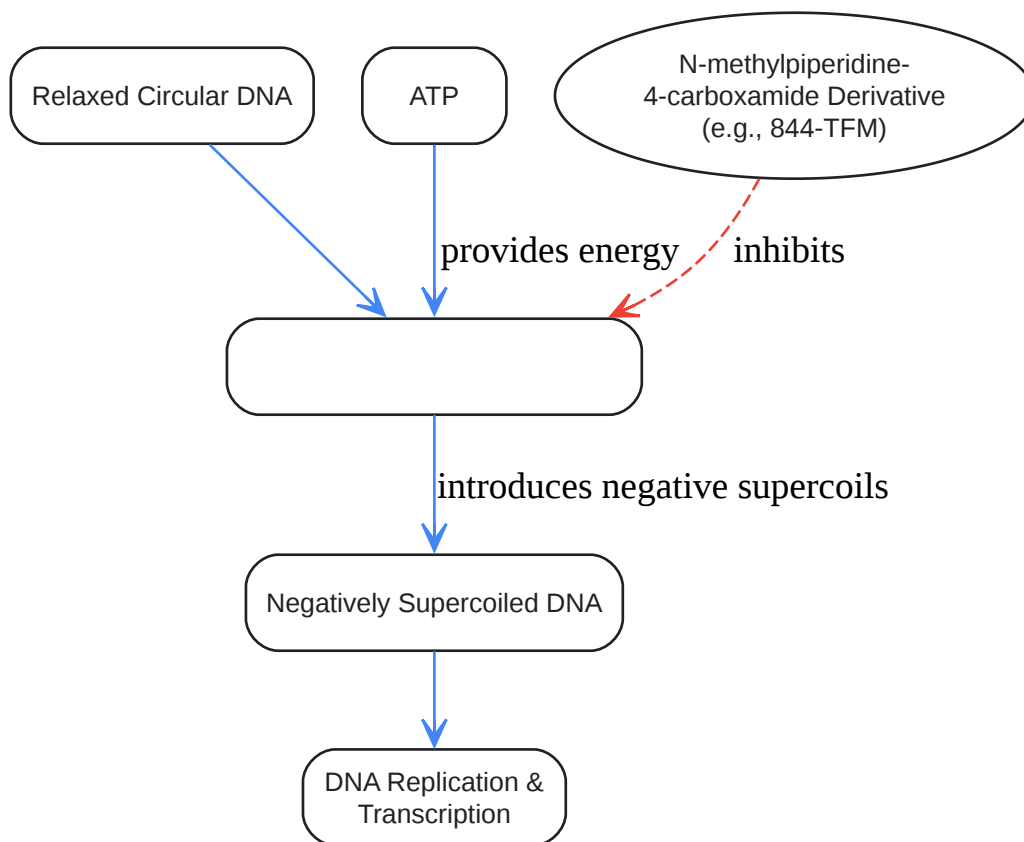 Relaxed Circular DNA
ATP
N-methylpiperidine-
4-carboxamide Derivative
(e.g., 844-TFM)
provides energy
inhibits
introduces negative supercoils
Negatively Supercoiled DNA
DNA Replication &
Transcription